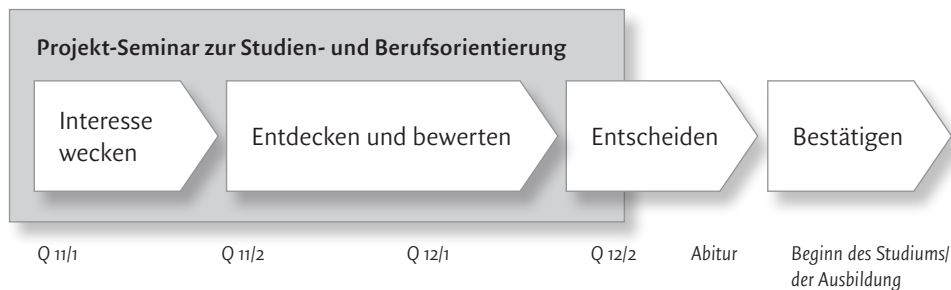 Projekt-Seminar zur Studien- und Berufsorientierung
Interesse
wecken
Entdecken und bewerten
Entscheiden
Bestätigen
Q 11/1
Q 11/2
Q 12/1
Q 12/2
Abitur
Beginn des Studiums/
der Ausbildung